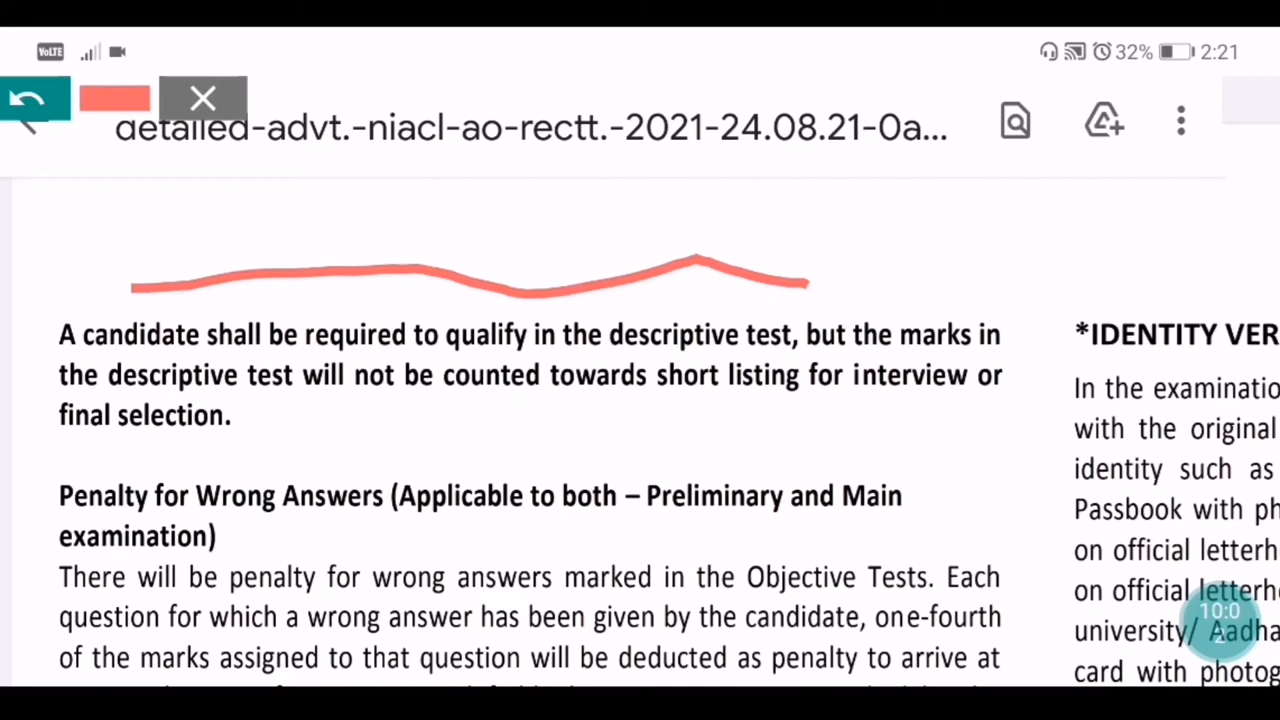 VoLTE 32% 2:21
detailed-advt.-niacl-ao-rectt.-2021-24.08.21-0a...
A candidate shall be required to qualify in the descriptive test, but the marks in
the descriptive test will not be counted towards short listing for interview or
final selection.
Penalty for Wrong Answers (Applicable to both – Preliminary and Main
examination)
There will be penalty for wrong answers marked in the Objective Tests. Each
question for which a wrong answer has been given by the candidate, one-fourth
of the marks assigned to that question will be deducted as penalty to arrive at
*IDENTITY VER
In the examinatio
with the original
identity such as
Passbook with ph
on official letterh
on official letterhe
university/ Aadha
card with photog
10:0
2